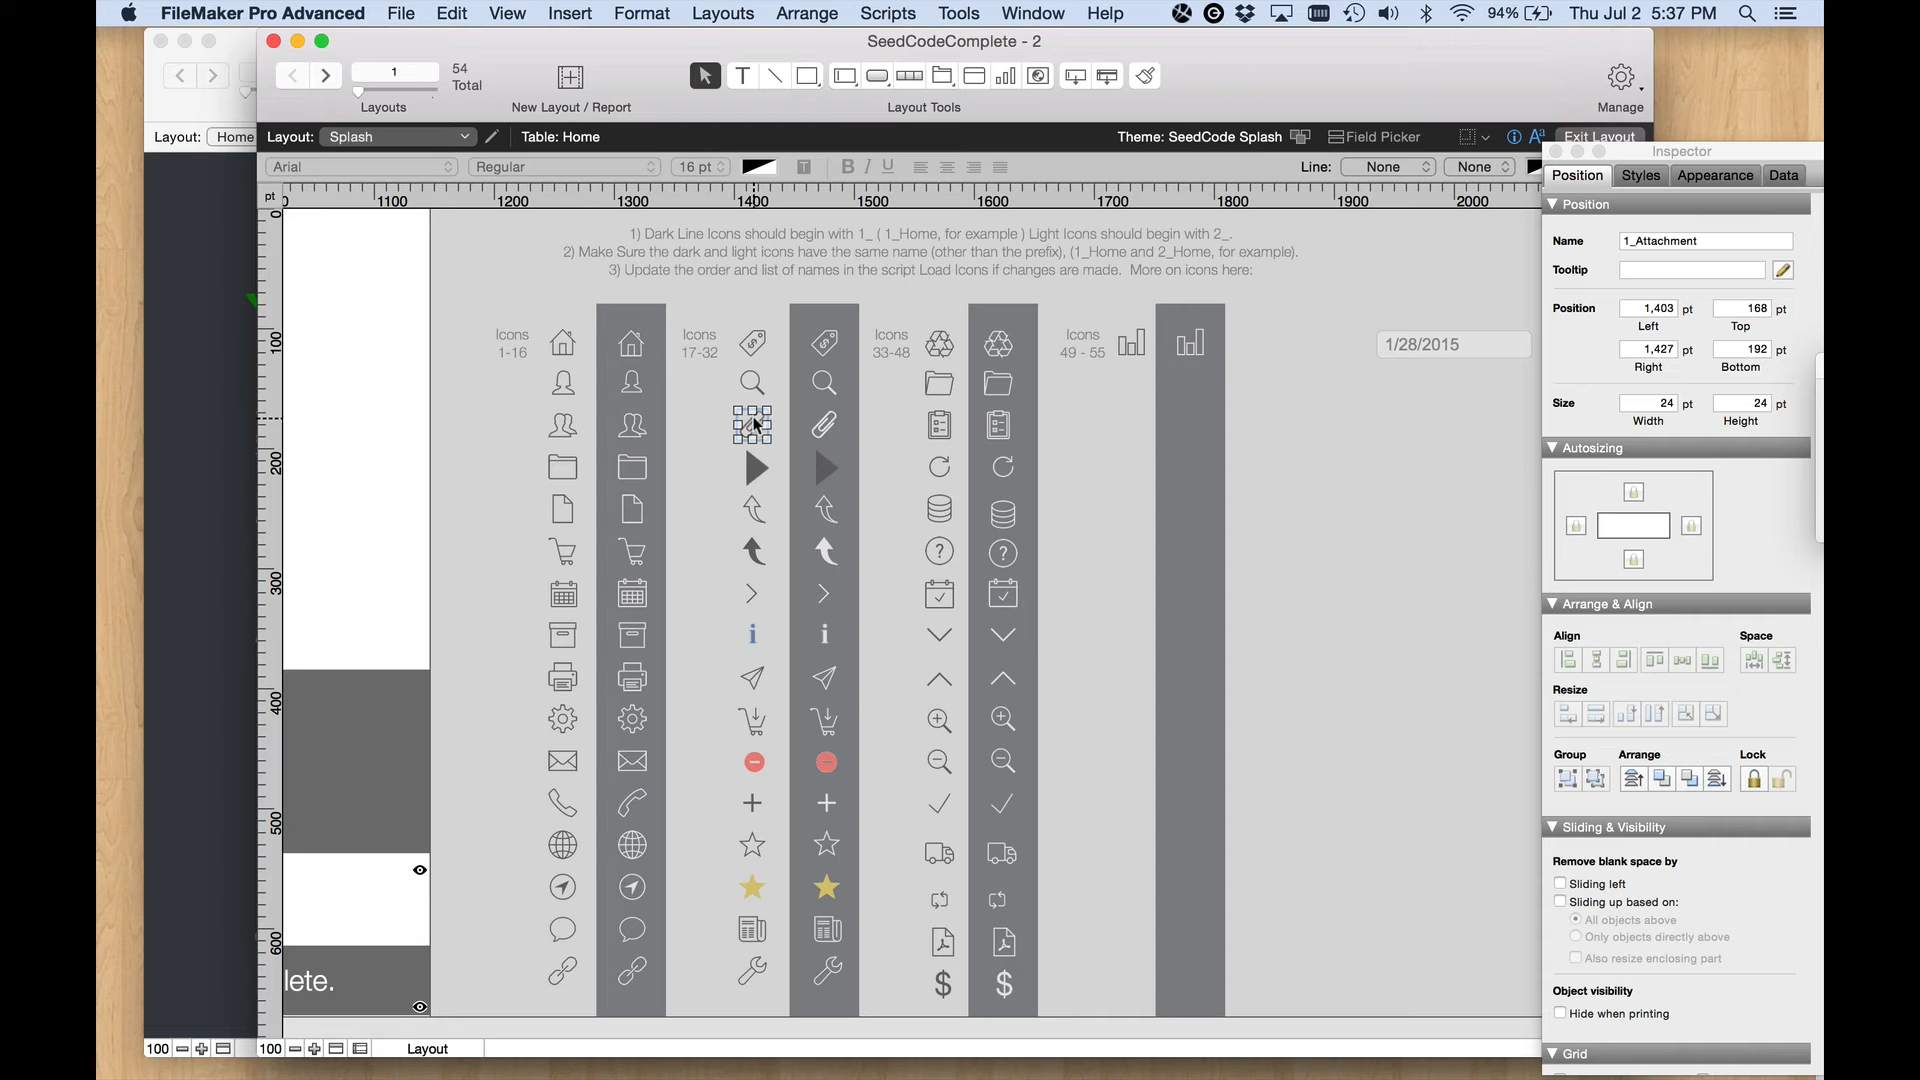 FileMaker Pro Advanced File Edit View Insert Format Layouts Arrange Scripts Tools Window Help 94% Thu Jul 2 5:37 PM
SeedCodeComplete - 2
1 54 Total
Layouts New Layout / Report Layout Tools Manage
Layout: Home
Layout: Splash Table: Home Theme: SeedCode Splash Field Picker Exit Layout
Arial Regular 16 pt B I U Line: None None
pt 1100 1200 1300 1400 1500 1600 1700 1800 1900 2000
0
100
200
300
400
500
600
1) Dark Line Icons should begin with 1_ ( 1_Home, for example ) Light Icons should begin with 2_.
2) Make Sure the dark and light icons have the same name (other than the prefix), (1_Home and 2_Home, for example).
3) Update the order and list of names in the script Load Icons if changes are made. More on icons here:
Icons 1-16
Icons 17-32
Icons 33-48
Icons 49 - 55
1/28/2015
lete.
100 100 Layout
Inspector
Position Styles Appearance Data
Position
Name 1_Attachment
Tooltip
Position 1,403 pt 168 pt
Left Top
1,427 pt 192 pt
Right Bottom
Size 24 pt 24 pt
Width Height
Autosizing
Arrange & Align
Align Space
Resize
Group Arrange Lock
Sliding & Visibility
Remove blank space by
Sliding left
Sliding up based on:
All objects above
Only objects directly above
Also resize enclosing part
Object visibility
Hide when printing
Grid